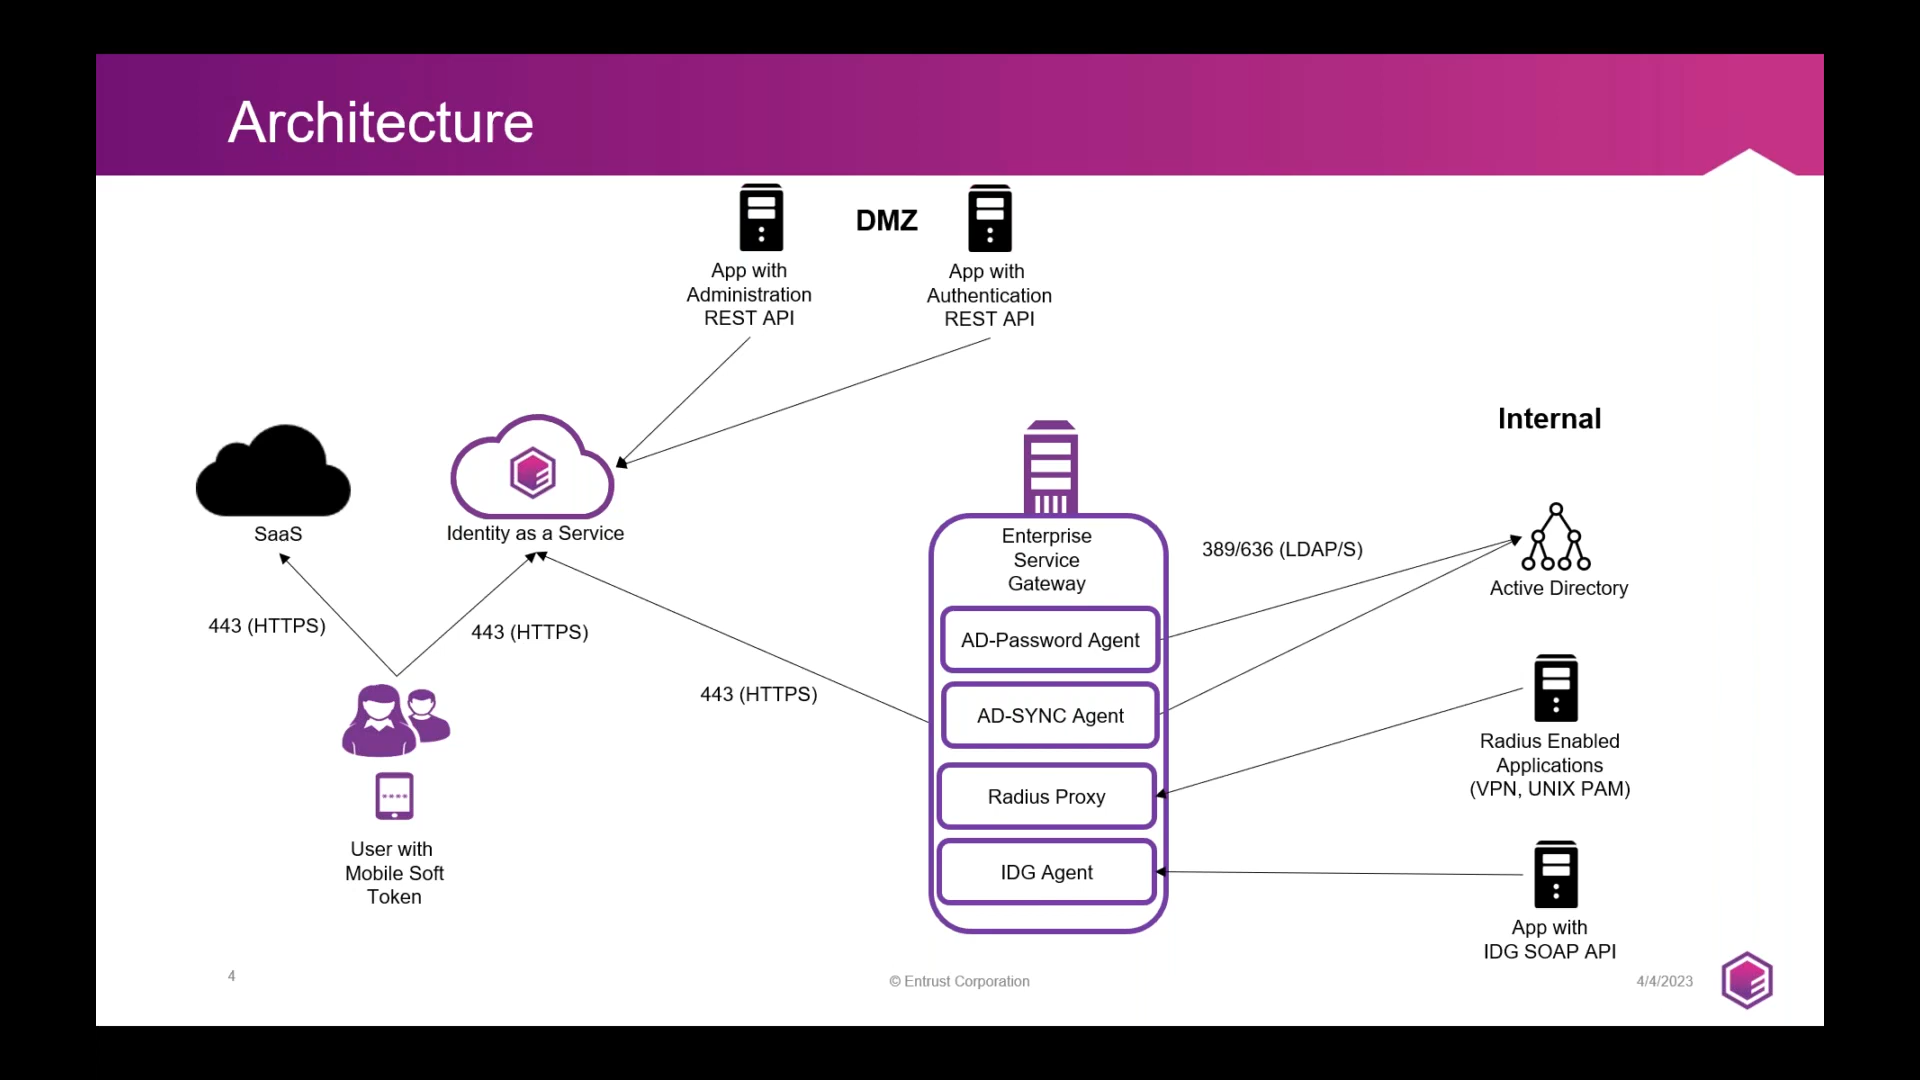 Architecture
DMZ
App with
Administration
REST API
App with
Authentication
REST API
Internal
SaaS
Identity as a Service
Enterprise
Service
Gateway
389/636 (LDAP/S)
Active Directory
443 (HTTPS)
443 (HTTPS)
443 (HTTPS)
AD-Password Agent
AD-SYNC Agent
Radius Proxy
IDG Agent
Radius Enabled
Applications
(VPN, UNIX PAM)
User with
Mobile Soft
Token
App with
IDG SOAP API
4
© Entrust Corporation
4/4/2023